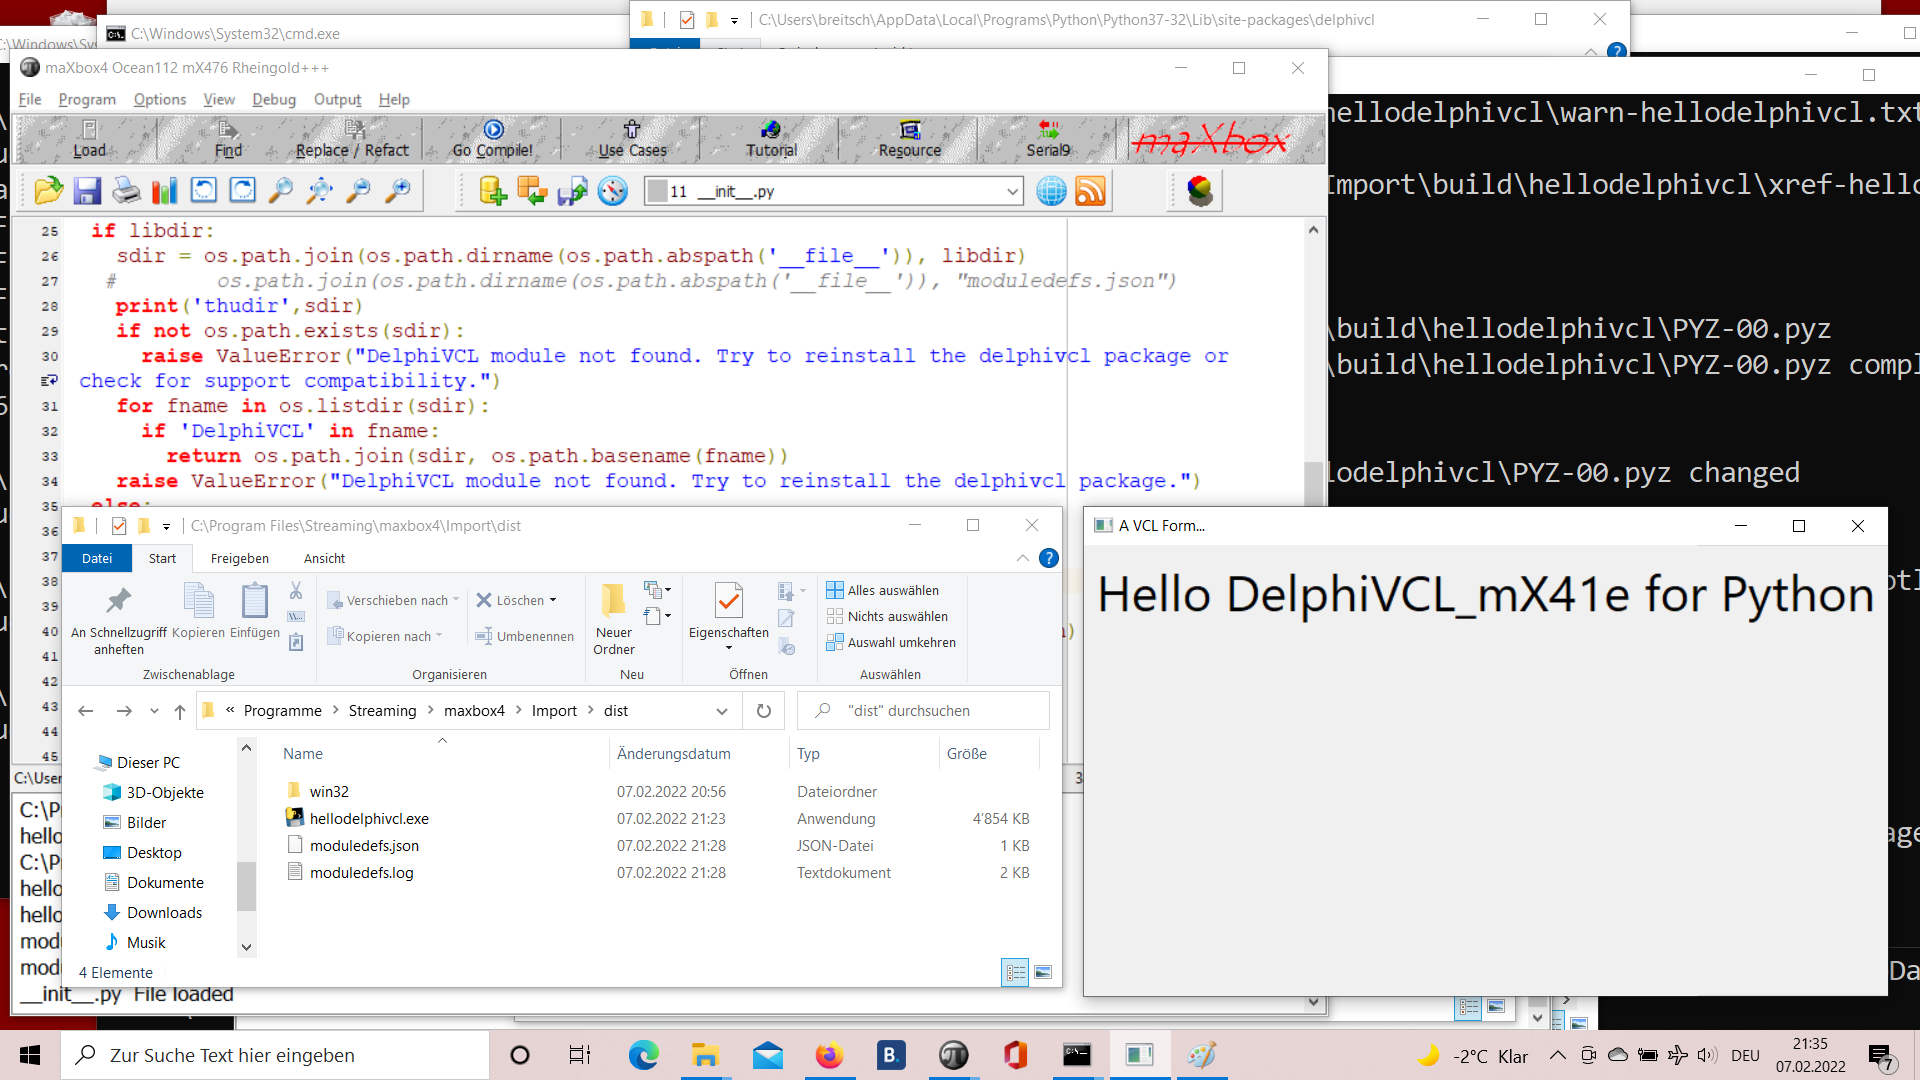 C:\Users\breitsch\AppData\Local\Programs\Python\Python37-32\Lib\site-packages\delphivcl
C:\Windows\System32\cmd.exe
maXbox4 Ocean112 mX476 Rheingold+++
File Program Options View Debug Output Help
Load Find Replace / Refact Go Compile! Use Cases Tutorial Resource Serial9 maXbox
11 __init__.py
25 if libdir:
26 sdir = os.path.join(os.path.dirname(os.path.abspath('__file__')), libdir)
27 # os.path.join(os.path.dirname(os.path.abspath('__file__')), "moduledefs.json")
28 print('thudir',sdir)
29 if not os.path.exists(sdir):
30 raise ValueError("DelphiVCL module not found. Try to reinstall the delphivcl package or
check for support compatibility.")
31 for fname in os.listdir(sdir):
32 if 'DelphiVCL' in fname:
33 return os.path.join(sdir, os.path.basename(fname))
34 raise ValueError("DelphiVCL module not found. Try to reinstall the delphivcl package.")
35 else:
36
37
38
39
40
41
42
43
44
45
hellodelphivcl\warn-hellodelphivcl.txt
Import\build\hellodelphivcl\xref-hello
\build\hellodelphivcl\PYZ-00.pyz
\build\hellodelphivcl\PYZ-00.pyz compl
lodelphivcl\PYZ-00.pyz changed
C:\Program Files\Streaming\maxbox4\Import\dist
Datei Start Freigeben Ansicht
An Schnellzugriff anheften
Kopieren
Einfügen
Zwischenablage
Verschieben nach
Kopieren nach
Löschen
Umbenennen
Organisieren
Neuer Ordner
Neu
Eigenschaften
Öffnen
Alles auswählen
Nichts auswählen
Auswahl umkehren
Auswählen
« Programme > Streaming > maxbox4 > Import > dist
"dist" durchsuchen
Dieser PC
3D-Objekte
Bilder
Desktop
Dokumente
Downloads
Musik
Name Änderungsdatum Typ Größe
win32 07.02.2022 20:56 Dateiordner
hellodelphivcl.exe 07.02.2022 21:23 Anwendung 4'854 KB
moduledefs.json 07.02.2022 21:28 JSON-Datei 1 KB
moduledefs.log 07.02.2022 21:28 Textdokument 2 KB
4 Elemente
A VCL Form...
Hello DelphiVCL_mX41e for Python
C:\User
C:\P
hello
C:\P
hello
hello
mod
mod
__init__.py File loaded
Zur Suche Text hier eingeben
-2°C Klar
DEU
21:35
07.02.2022
7